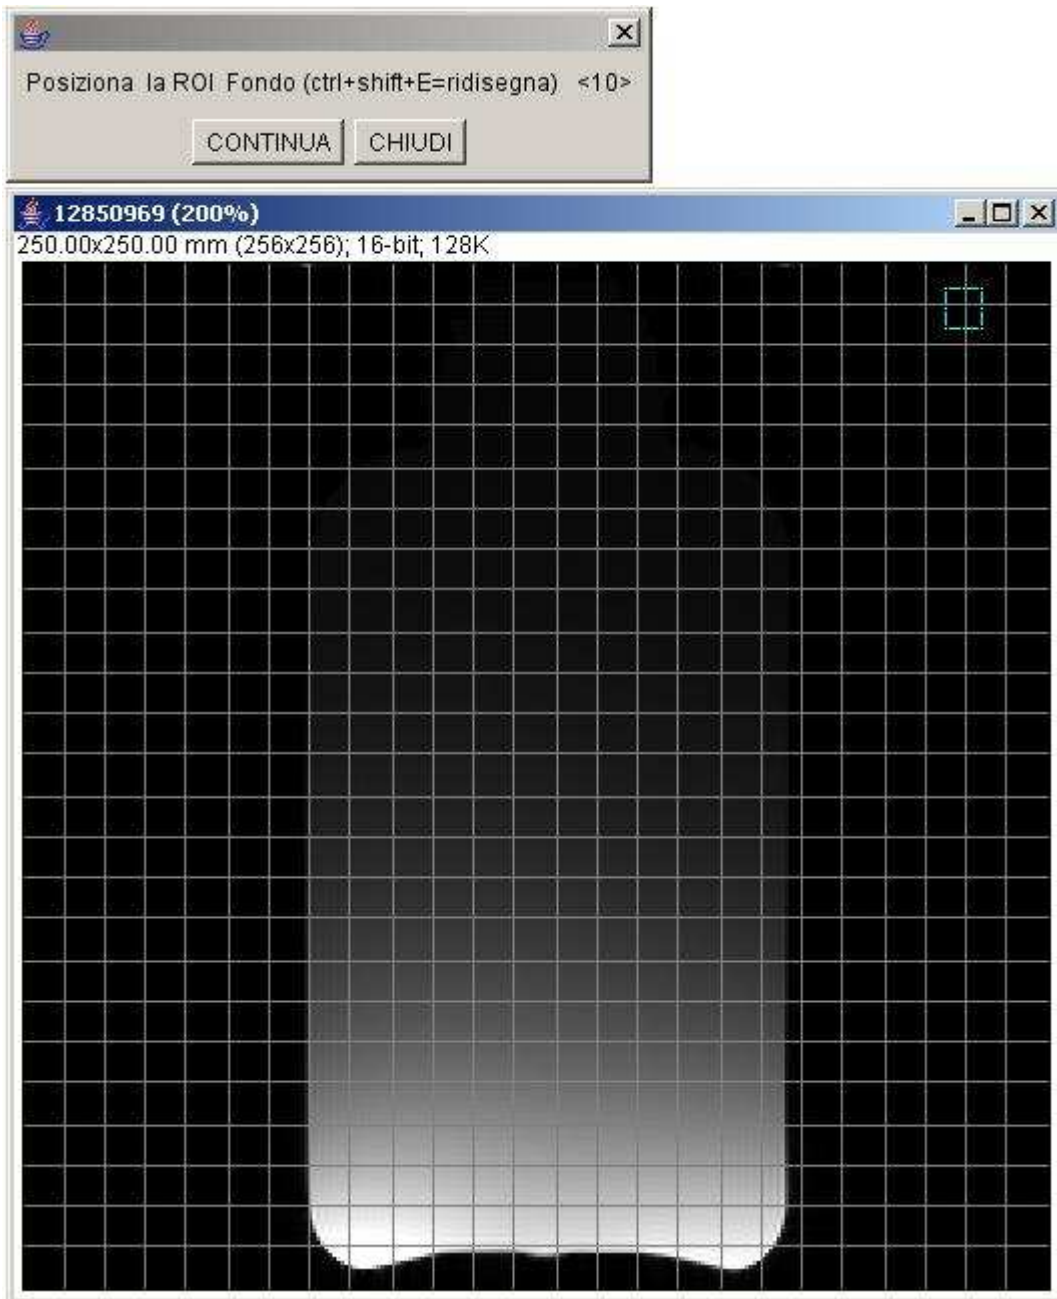 Posiziona la ROI Fondo (ctrl+shift+E=ridisegna) <10>
CONTINUA CHIUDI
12850969 (200%)
250.00x250.00 mm (256x256); 16-bit; 128K